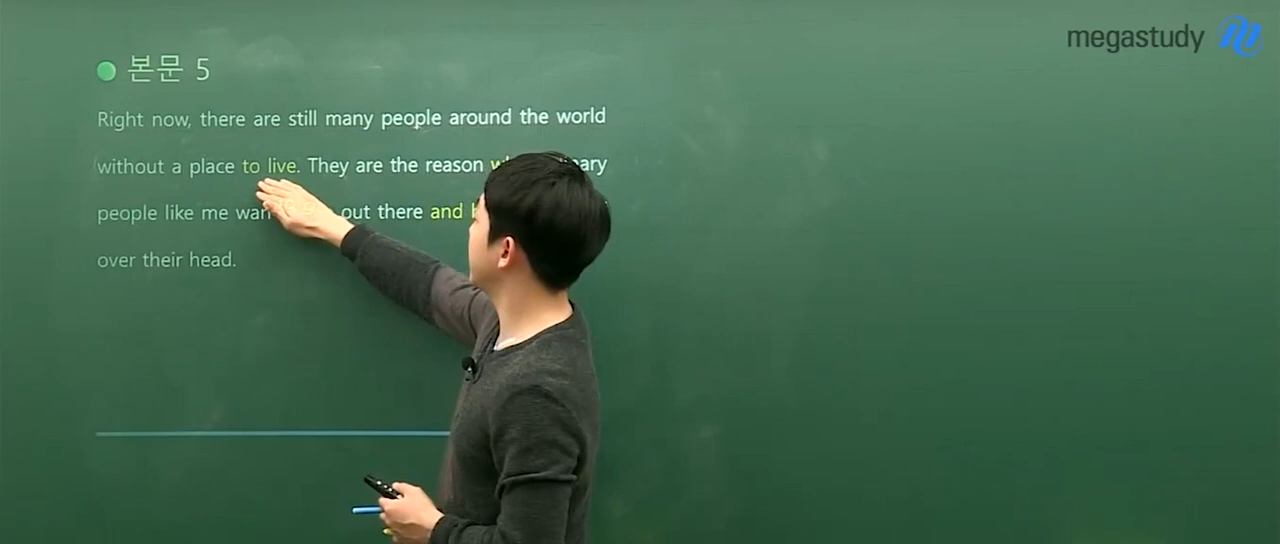 megastudy
본문 5
Right now, there are still many people around the world
without a place to live. They are the reason
people like me out there and
over their head.